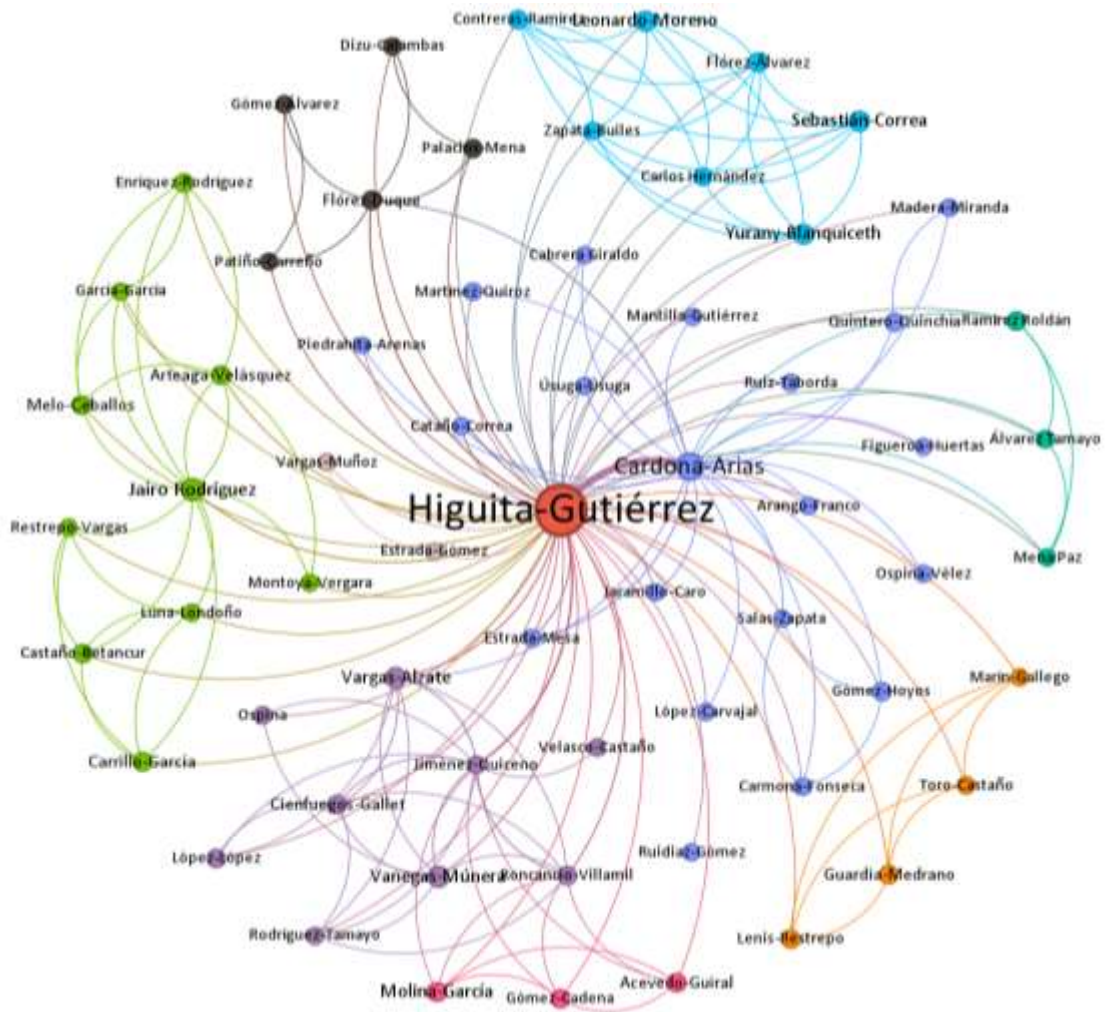 Contreras-Ramírez
Leonardo-Moreno
Dizu-Calambas
Flórez-Álvarez
Gómez-Álvarez
Sebastián-Correa
Zapata-Builes
Palacios-Mena
Carlos Hernández
Enriquez-Rodriguez
Flórez-Duque
Madera-Miranda
Yurany-Blanquiceth
Cabrera Giraldo
Patiño-Carreño
García-García
Martinez-Quiroz
Mantilla-Gutiérrez
Quintero-Quinchia
Ramírez Roldán
Piedrahita-Arenas
Arteaga-Velásquez
Úsuga-Úsuga
Ruíz-Taborda
Melo-Ceballos
Cataño-Correa
Álvarez Tamayo
Figueroa-Huertas
Vargas-Muñoz
Cardona-Arias
Jairo Rodríguez
Higuita-Gutiérrez
Arango-Franco
Restrepo-Vargas
Estrada-Gómez
Mena Paz
Ospina-Vélez
Montoya-Vergara
Jaramillo-Caro
Luna-Londoño
Salas-Zapata
Estrada-Mesa
Castaño-Betancur
Vargas-Alzate
Marín-Gallego
Gómez-Hoyos
Ospina
López-Carvajal
Velasco-Castaño
Carrillo-García
Jiménez-Quiceno
Carmona-Fonseca
Toro-Castaño
Cienfuegos-Gallet
López-López
Ruidiaz-Gómez
Vanegas-Múnera
Roncancio-Villamil
Guardia-Medrano
Rodríguez-Tamayo
Lenis-Restrepo
Acevedo-Guiral
Molina-García
Gómez-Cadena